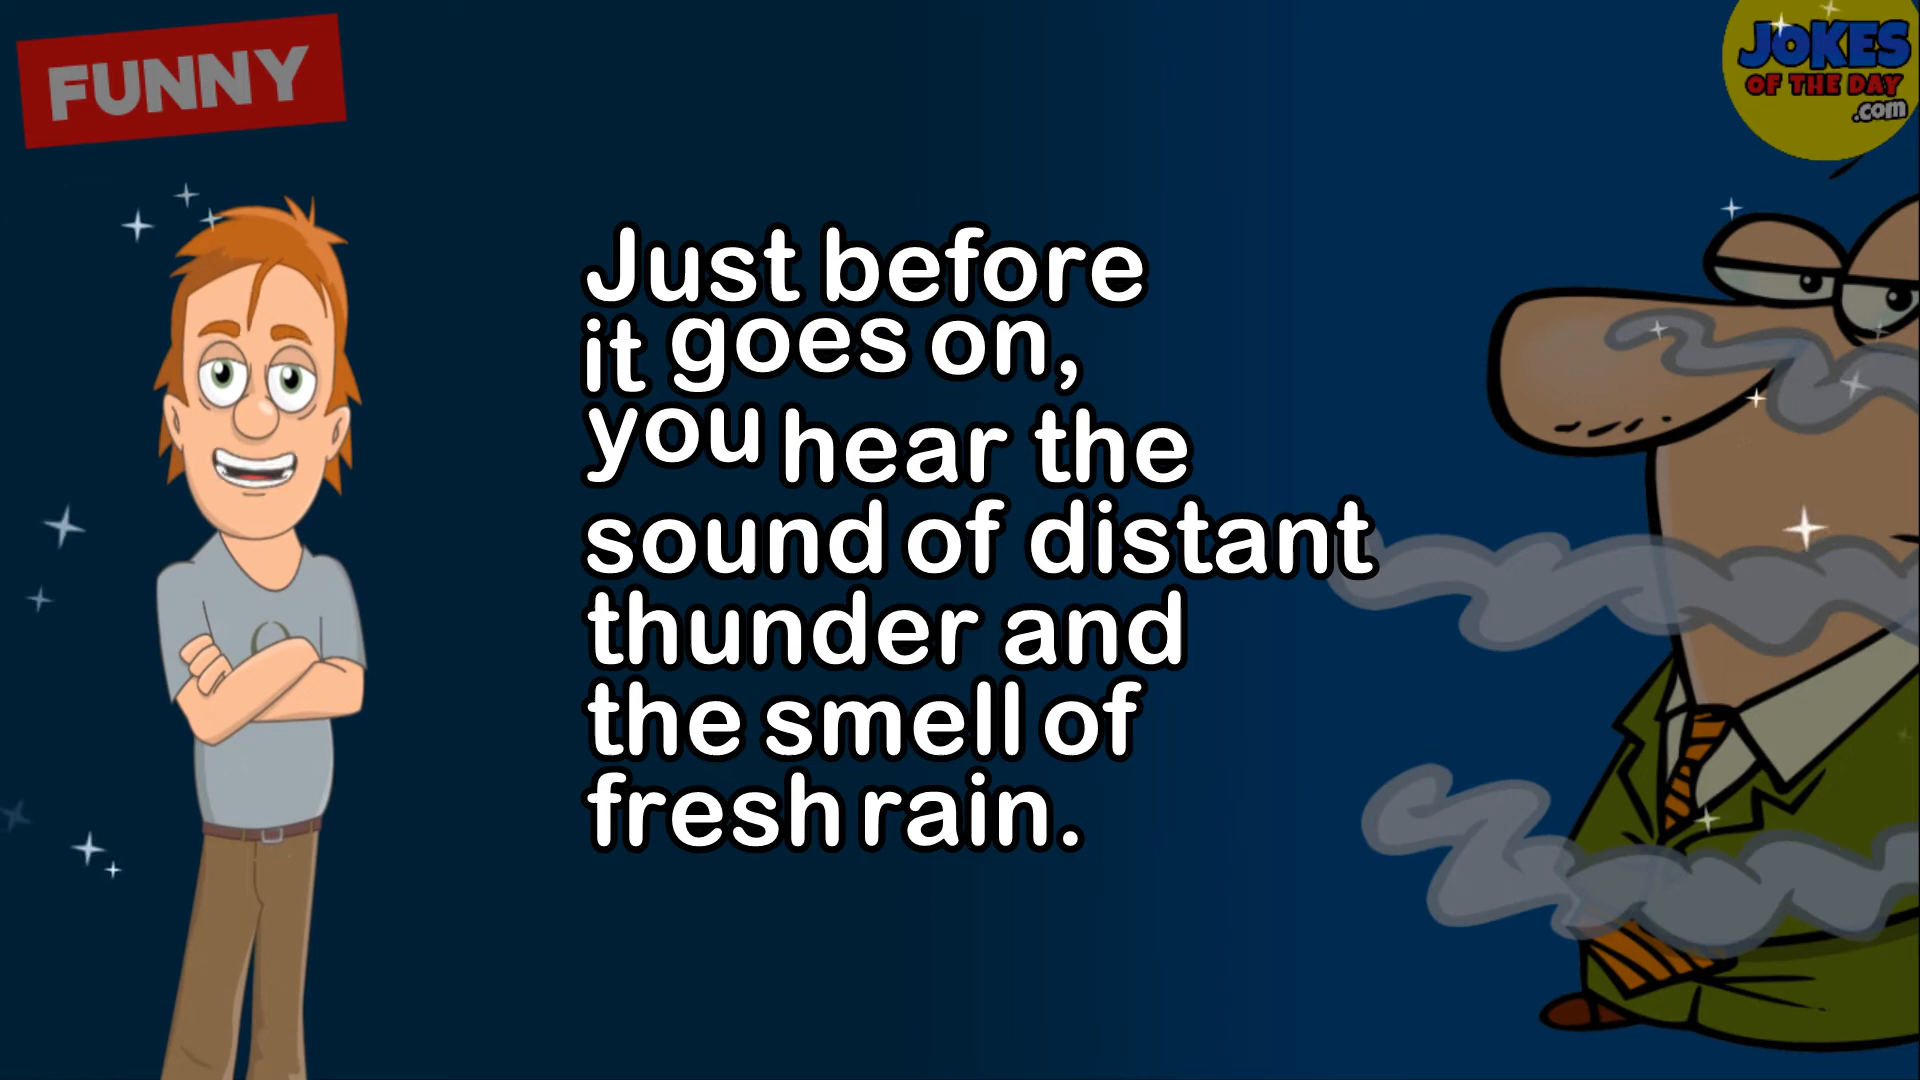 FUNNY
JOKES
OF THE DAY
.com
Just before
it goes on,
you hear the
sound of distant
thunder and
the smell of
fresh rain.